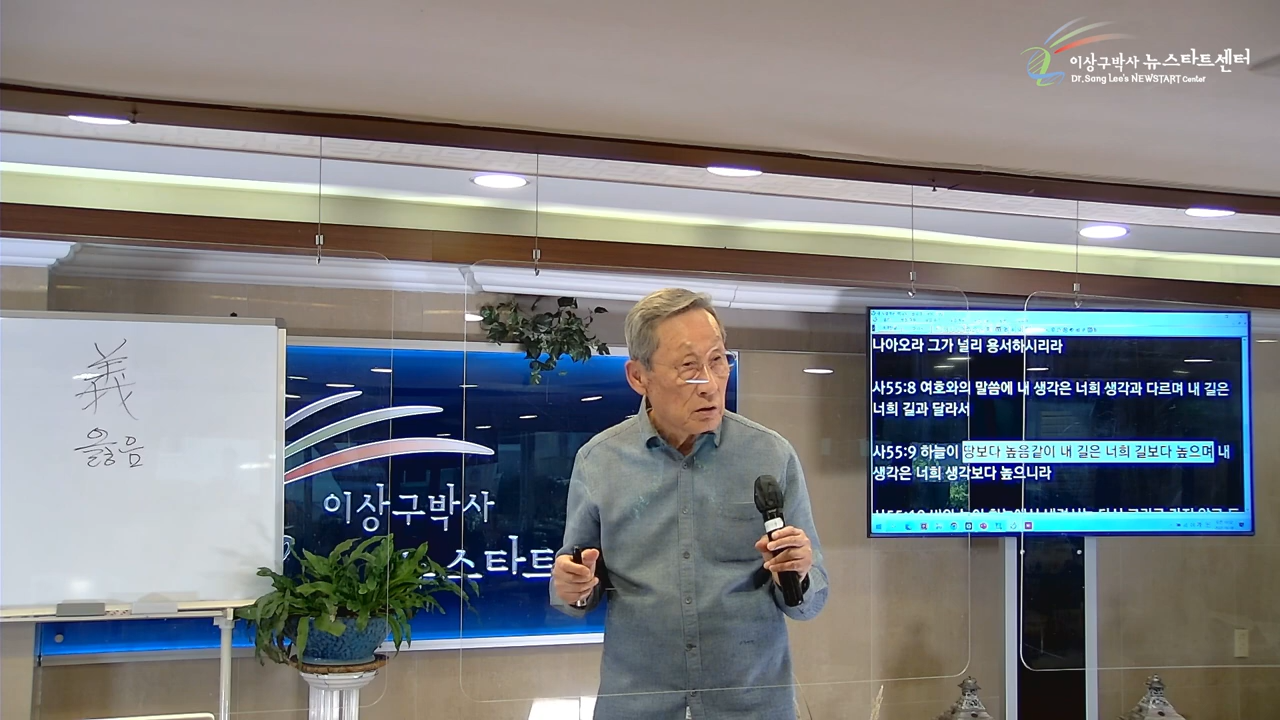 이상구박사 뉴스타트센터
Dr. Sang Lee's NEWSTART Center
義
옳음
이상구박사
스타트
나아오라 그가 널리 용서하시리라
사55:8 여호와의 말씀에 내 생각은 너희 생각과 다르며 내 길은
너희 길과 달라서
사55:9 하늘이 땅보다 높음같이 내 길은 너희 길보다 높으며 내
생각은 너희 생각보다 높으니라